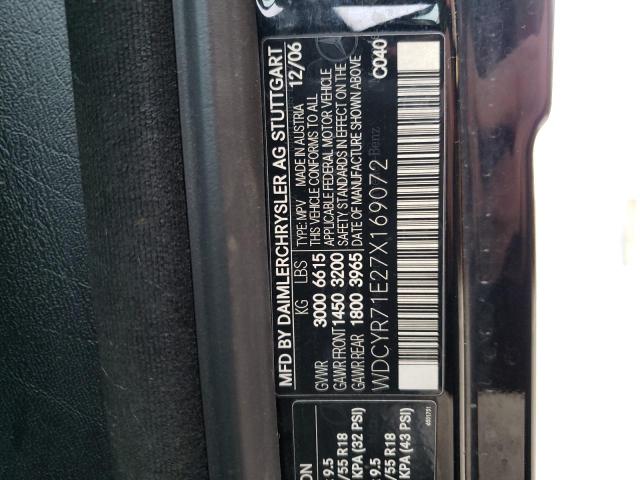 MFD BY DAIMLERCHRYSLER AG STUTTGART
KG LBS TYPE: MPV MADE IN AUSTRIA 12/06
GVWR 3000 6615 THIS VEHICLE CONFORMS TO ALL
APPLICABLE FEDERAL MOTOR VEHICLE
GAWR FRONT 1450 3200 SAFETY STANDARDS IN EFFECT ON THE
GAWR REAR 1800 3965 DATE OF MANUFACTURE SHOWN ABOVE
C040
WDCYR71E27X169072
Benz
ON
9.5
/55 R18
KPA (32 PSI)
9.5
/55 R18
KPA (43 PSI)